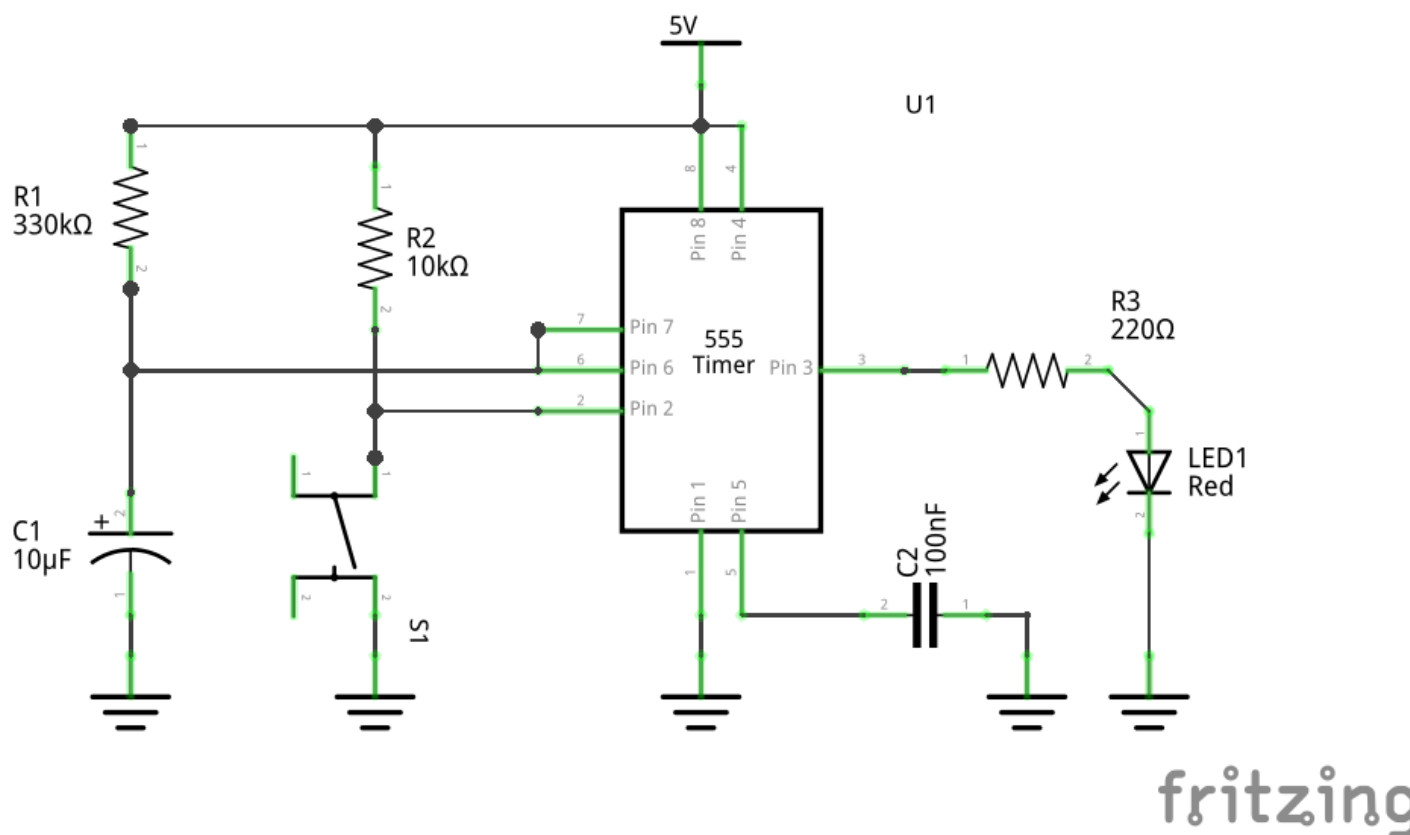 5V
U1
1
8
4
R1
330kΩ
1
2
R2
10kΩ
2
Pin 8
Pin 4
R3
220Ω
7
Pin 7
555
Timer
6
Pin 6
Pin 3
3
1
2
2
Pin 2
1
1
1
LED1
Red
2
Pin 1
Pin 5
+
2
C1
10µF
1
C2
100nF
1
5
2
1
2
2
S1
fritzing